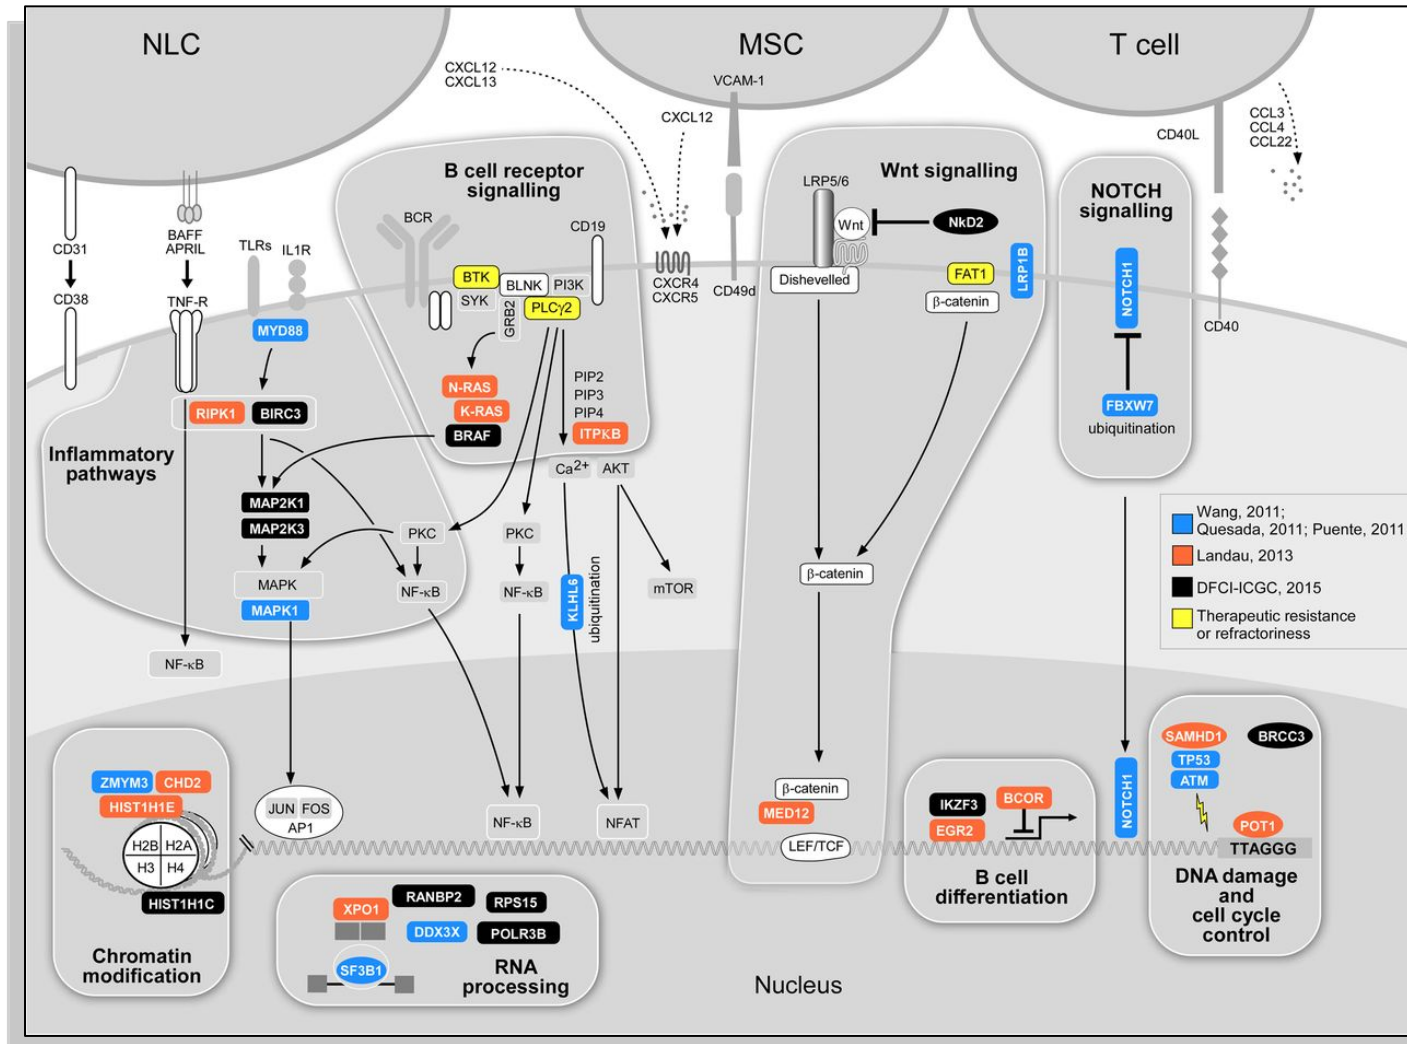 NLC
MSC
T cell
CXCL12
CXCL13
VCAM-1
CXCL12
CD40L
CCL3
CCL4
CCL22
B cell receptor
signalling
BCR
CD19
BTK
SYK
BLNK
PI3K
GRB2
PLCγ2
N-RAS
K-RAS
BRAF
PIP2
PIP3
PIP4
ITPKB
Ca2+
AKT
CD31
CD38
BAFF
APRIL
TNF-R
TLRs
IL1R
MYD88
RIPK1
BIRC3
Inflammatory
pathways
MAP2K1
MAP2K3
MAPK
MAPK1
PKC
NF-κB
PKC
NF-κB
KLHL6
ubiquitination
mTOR
NF-κB
CXCR4
CXCR5
CD49d
Wnt signalling
LRP5/6
Wnt
NkD2
Dishevelled
FAT1
β-catenin
LRP1B
β-catenin
NOTCH
signalling
NOTCH1
FBXW7
ubiquitination
CD40
Wang, 2011;
Quesada, 2011; Puente, 2011
Landau, 2013
DFCI-ICGC, 2015
Therapeutic resistance
or refractoriness
ZMYM3
CHD2
HIST1H1E
H2B
H2A
H3
H4
HIST1H1C
Chromatin
modification
JUN
FOS
AP1
NF-κB
NFAT
XPO1
RANBP2
RPS15
DDX3X
POLR3B
SF3B1
RNA
processing
β-catenin
MED12
LEF/TCF
IKZF3
BCOR
EGR2
B cell
differentiation
NOTCH1
SAMHD1
BRCC3
TP53
ATM
POT1
TTAGGG
DNA damage
and
cell cycle
control
Nucleus